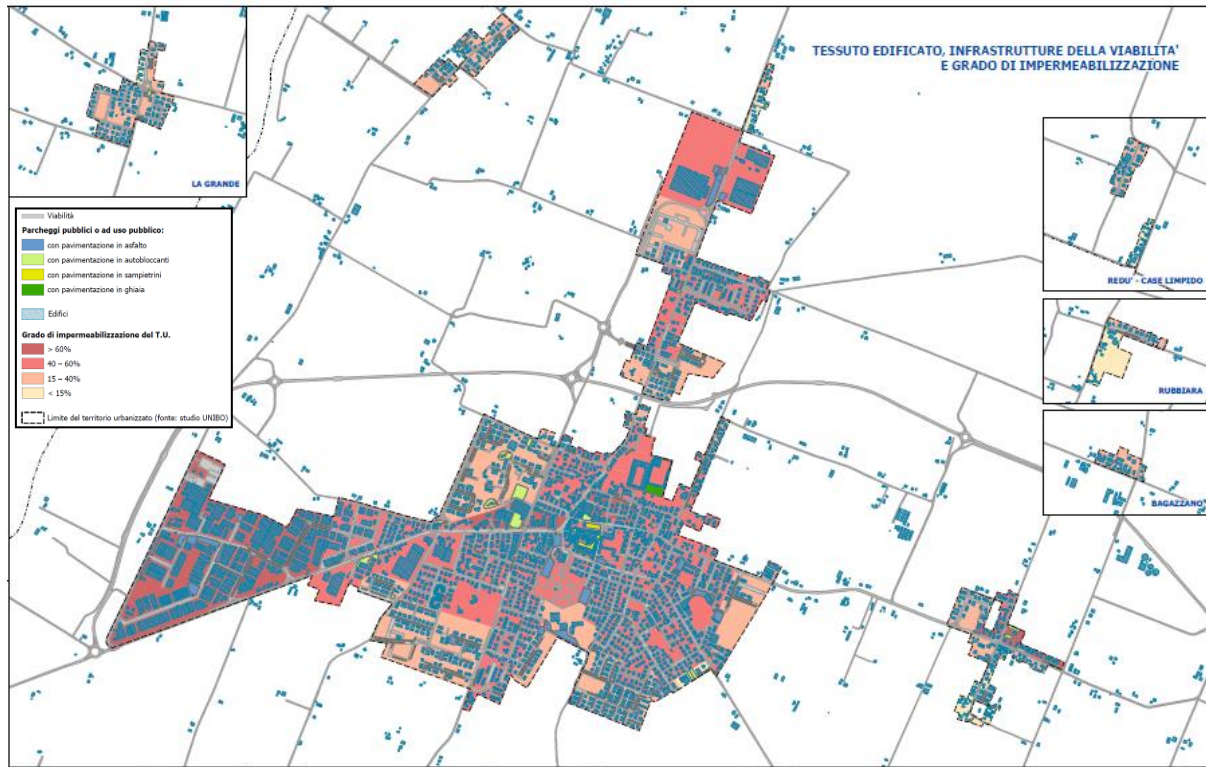 TESSUTO EDIFICATO, INFRASTRUTTURE DELLA VIABILITA'
E GRADO DI IMPERMEABILIZZAZIONE
LA GRANDE
Viabilità
Parcheggi pubblici o ad uso pubblico:
con pavimentazione in asfalto
con pavimentazione in autobloccanti
con pavimentazione in sampietrini
con pavimentazione in ghiaia
Edifici
Grado di impermeabilizzazione del T.U.
> 60%
40 – 60%
15 – 40%
< 15%
Limite del territorio urbanizzato (fonte: studio UNIBO)
REDU' - CASE LIMPIDO
RUBBIARA
BAGAZZANO